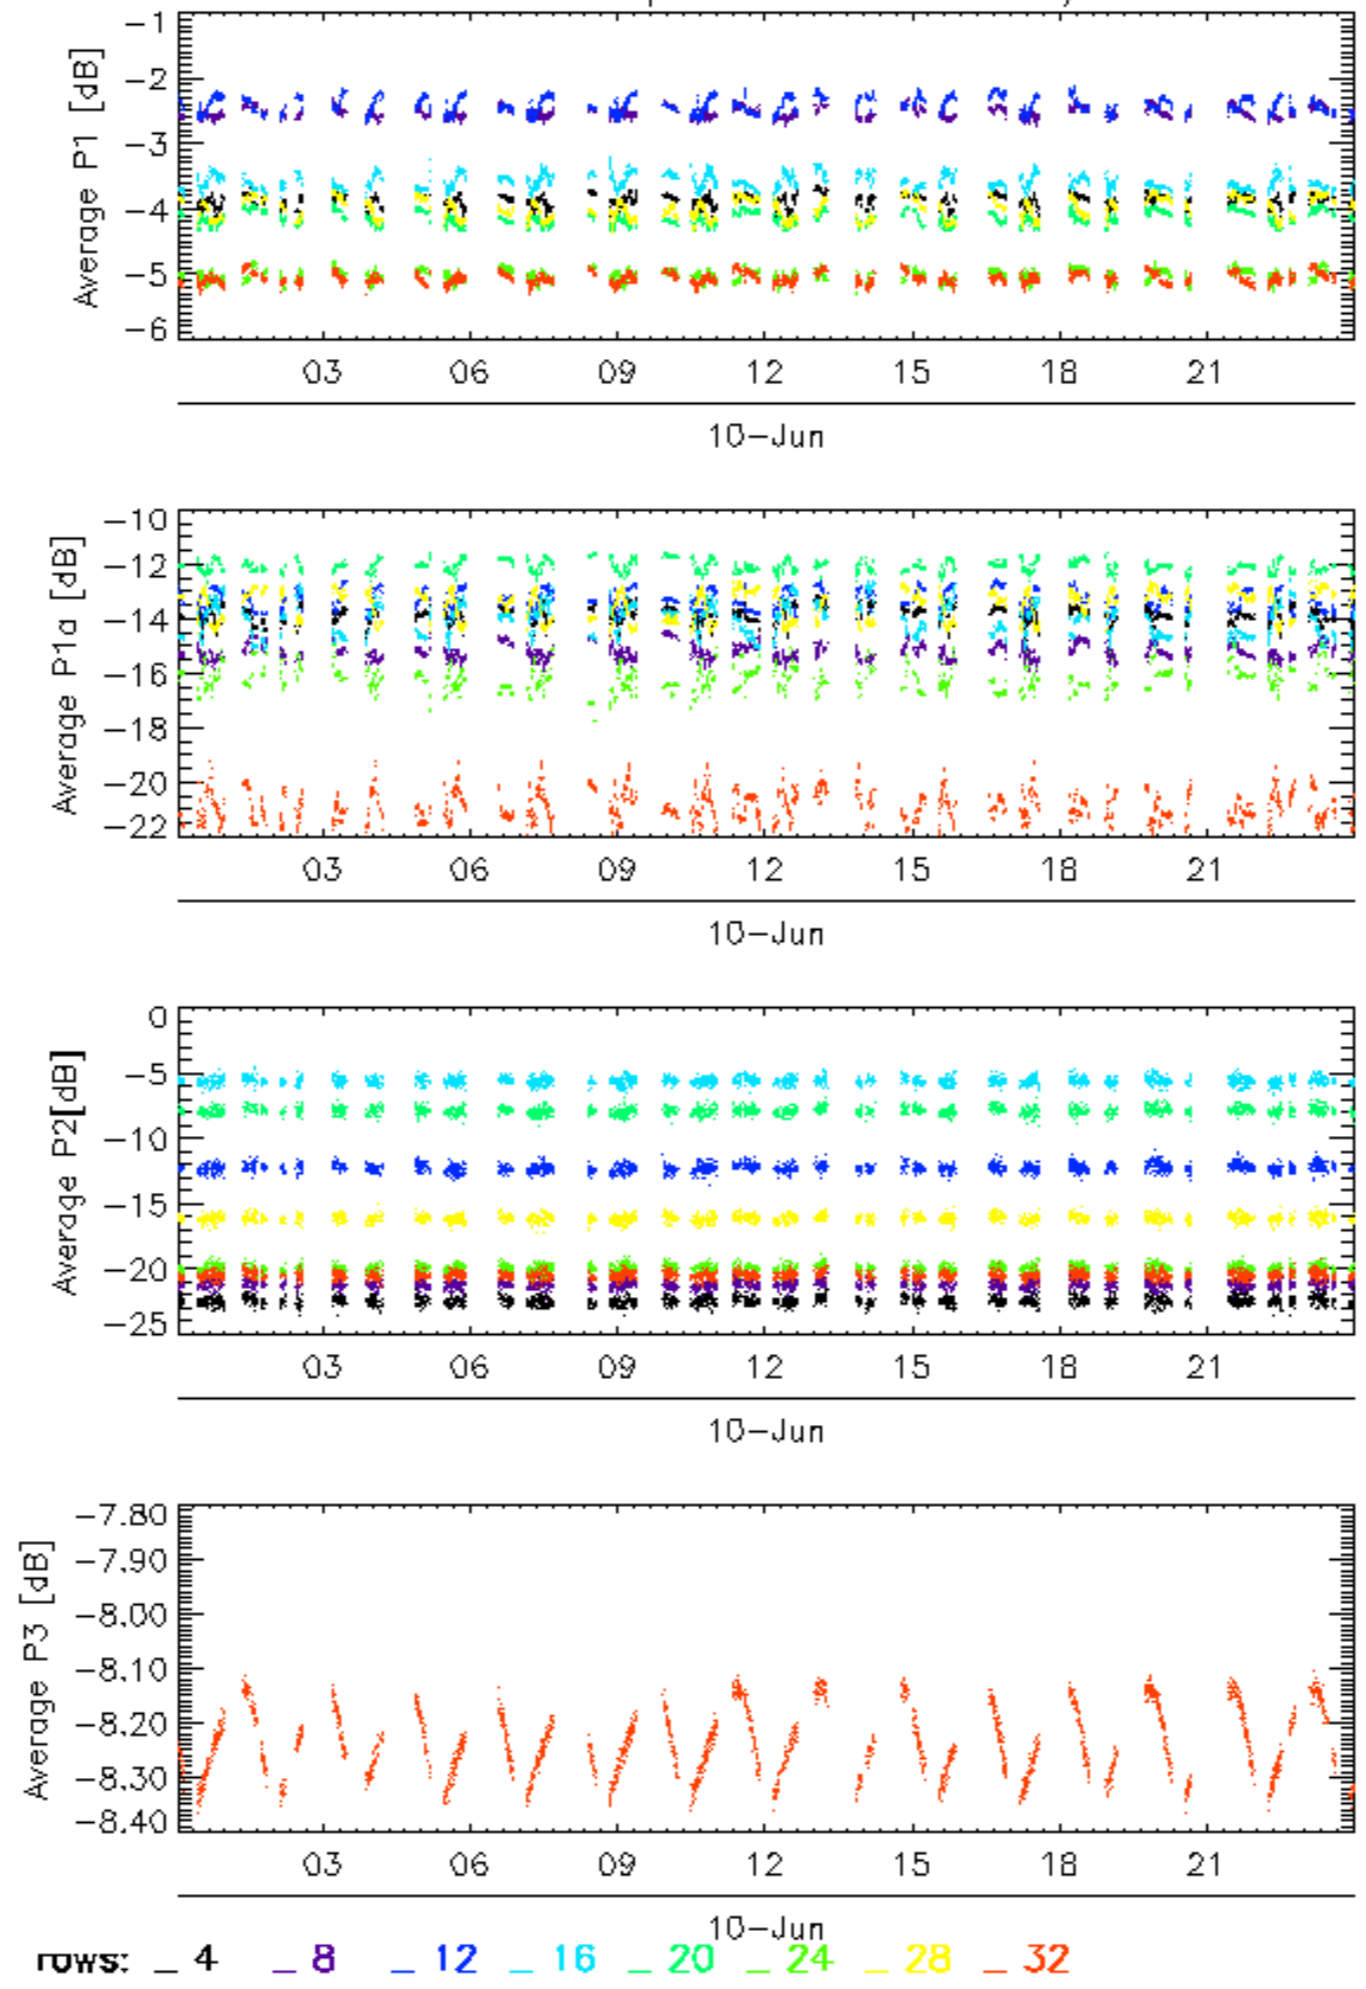 Average P1 [dB]
-1
-2
-3
-4
-5
-6
03 06 09 12 15 18 21
10-Jun
Average P1a [dB]
-10
-12
-14
-16
-18
-20
-22
03 06 09 12 15 18 21
10-Jun
Average P2[dB]
0
-5
-10
-15
-20
-25
03 06 09 12 15 18 21
10-Jun
Average P3 [dB]
-7.80
-7.90
-8.00
-8.10
-8.20
-8.30
-8.40
03 06 09 12 15 18 21
10-Jun
rows: _ 4 _ 8 _ 12 _ 16 _ 20 _ 24 _ 28 _ 32